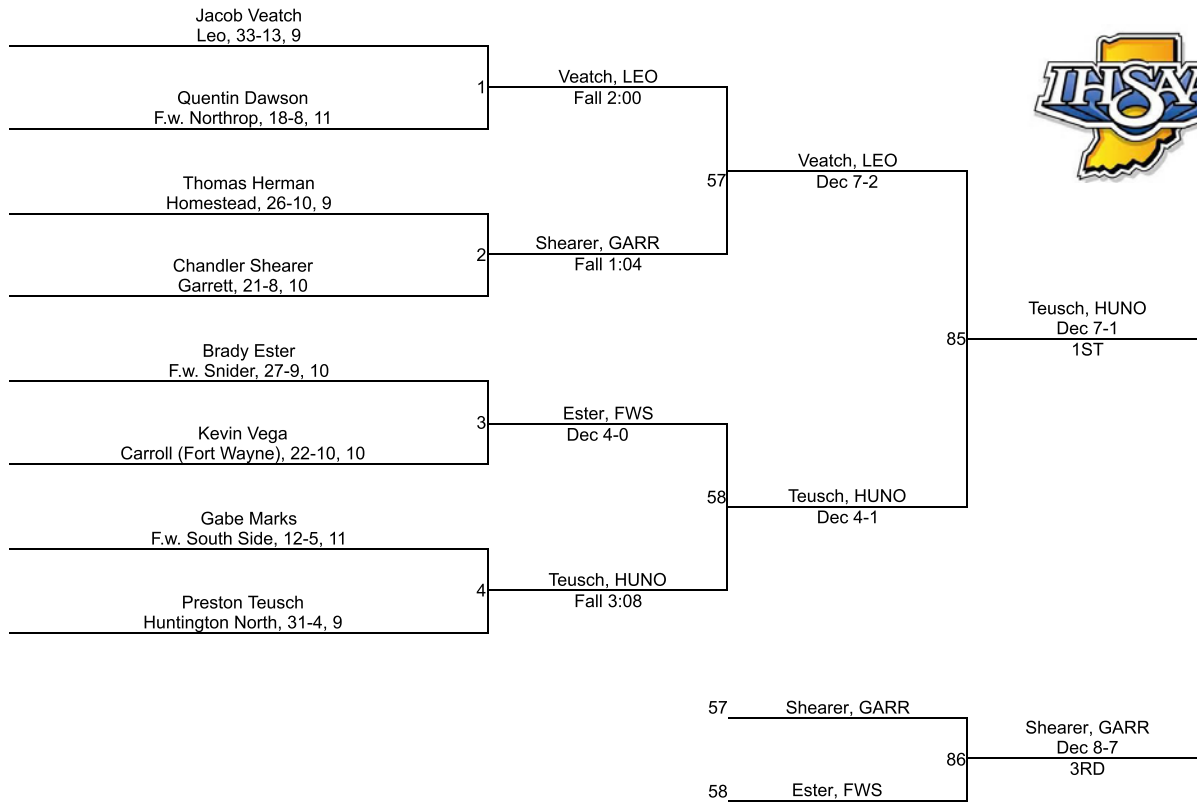 Jacob Veatch
Leo, 33-13, 9
1
Quentin Dawson
F.w. Northrop, 18-8, 11
Veatch, LEO
Fall 2:00
Thomas Herman
Homestead, 26-10, 9
2
Chandler Shearer
Garrett, 21-8, 10
Shearer, GARR
Fall 1:04
57
Veatch, LEO
Dec 7-2
Brady Ester
F.w. Snider, 27-9, 10
3
Kevin Vega
Carroll (Fort Wayne), 22-10, 10
Ester, FWS
Dec 4-0
Gabe Marks
F.w. South Side, 12-5, 11
4
Preston Teusch
Huntington North, 31-4, 9
Teusch, HUNO
Fall 3:08
58
Teusch, HUNO
Dec 4-1
85
Teusch, HUNO
Dec 7-1
1ST
IHSAA
57
Shearer, GARR
58
Ester, FWS
86
Shearer, GARR
Dec 8-7
3RD